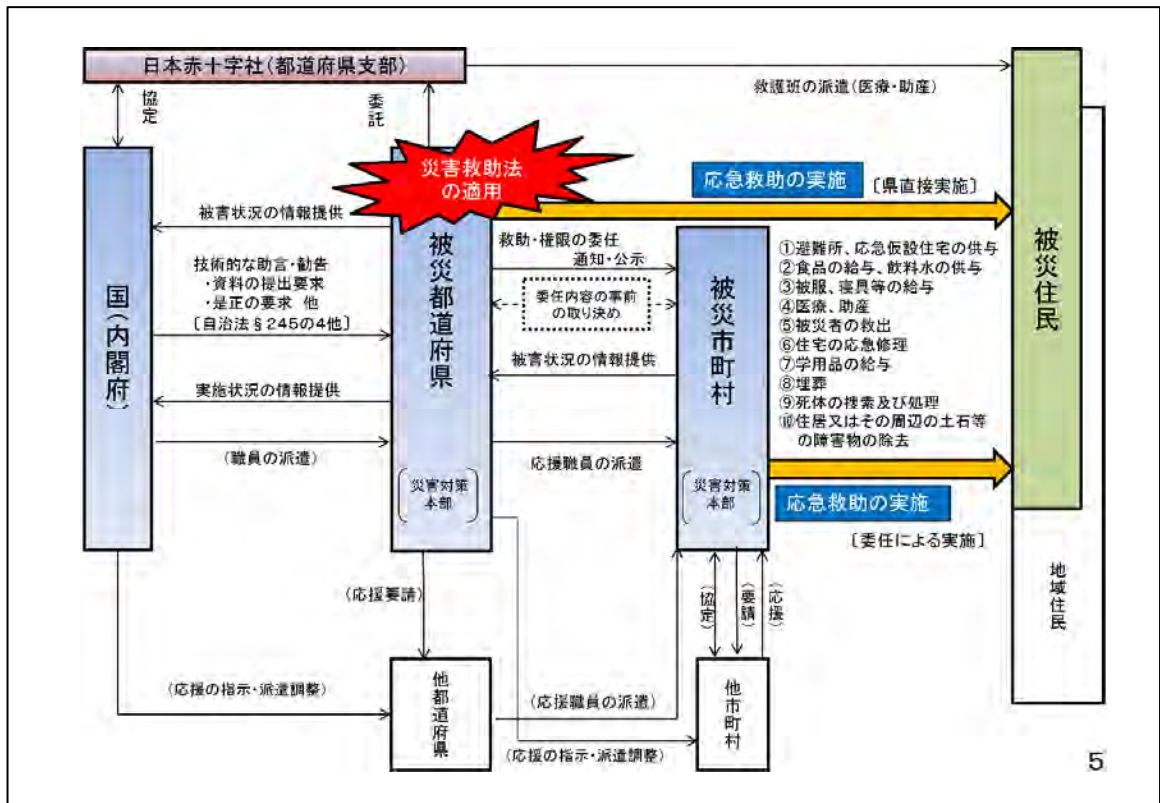 日本赤十字社(都道府県支部)
救護班の派遣(医療・助産)
協定
委託
災害救助法
の適用
応急救助の実施
〔県直接実施〕
被害状況の情報提供
技術的な助言・勧告
・資料の提出要求
・是正の要求 他
〔自治法§245の4他〕
実施状況の情報提供
(職員の派遣)
国(内閣府)
被災都道府県
(災害対策
本部)
救助・権限の委任
通知・公示
委任内容の事前
の取り決め
被害状況の情報提供
応援職員の派遣
被災市町村
(災害対策
本部)
①避難所、応急仮設住宅の供与
②食品の給与、飲料水の供与
③被服、寝具等の給与
④医療、助産
⑤被災者の救出
⑥住宅の応急修理
⑦学用品の給与
⑧埋葬
⑨死体の捜索及び処理
⑩住居又はその周辺の土石等
の障害物の除去
応急救助の実施
〔委任による実施〕
被災住民
地域住民
(応援要請)
(協定)
(要請)
(応援)
(応援の指示・派遣調整)
他都道府県
(応援職員の派遣)
(応援の指示・派遣調整)
他市町村
5